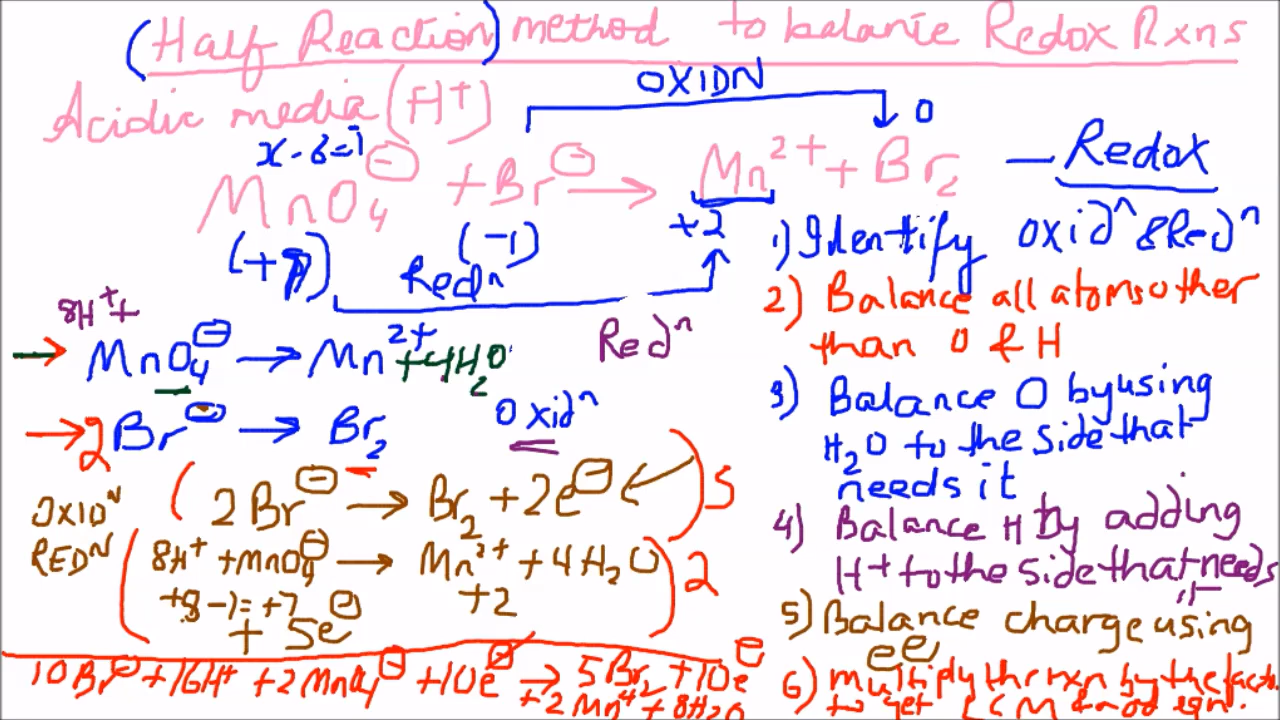 (Half Reaction) method to balance Redox Rxns
Acidic media (H⁺)
OXIDN
0
x - 6 = -1
MnO₄⁻ + Br⁻ → Mn²⁺ + Br₂ — Redox
(+7) (-1) +2
Redⁿ
8H⁺ +
MnO₄⁻ → Mn²⁺ + 4H₂O Redⁿ
2Br⁻ → Br₂ Oxidⁿ
OXIDᴺ (2Br⁻ → Br₂ + 2e⁻) 5
REDᴺ (8H⁺ + MnO₄⁻ → Mn²⁺ + 4H₂O) 2
+8 - 1 = +7 +2
+ 5e⁻
10Br⁻ + 16H⁺ + 2MnO₄⁻ + 10e⁻ → 5Br₂ + 10e⁻
+ 2Mn²⁺ + 8H₂O
1) Identify Oxidⁿ & Redⁿ
2) Balance all atoms other
than O & H
3) Balance O by using
H₂O to the side that
needs it
4) Balance H by adding
H⁺ to the side that needs
it
5) Balance charge using
e⁻
6) multiply the rxn by the factor
to get LCM & add eqn.